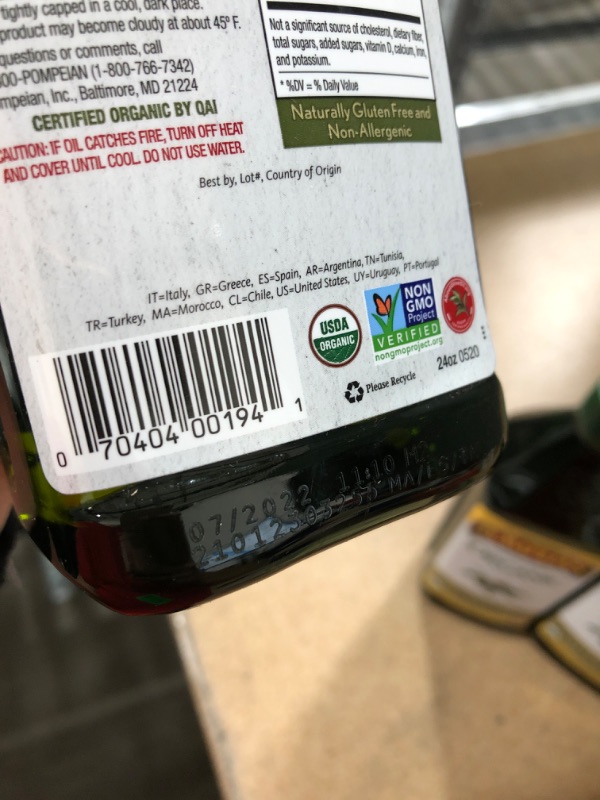 tightly capped in a cool, dark place.
product may become cloudy at about 45° F.
questions or comments, call
00-POMPEIAN (1-800-766-7342)
mpeian, Inc., Baltimore, MD 21224
CERTIFIED ORGANIC BY QAI
CAUTION: IF OIL CATCHES FIRE, TURN OFF HEAT
AND COVER UNTIL COOL. DO NOT USE WATER.
Not a significant source of cholesterol, dietary fiber,
total sugars, added sugars, vitamin D, calcium, iron,
and potassium.
* %DV = % Daily Value
Naturally Gluten Free and
Non-Allergenic
Best by, Lot#, Country of Origin
IT=Italy, GR=Greece, ES=Spain, AR=Argentina, TN=Tunisia,
TR=Turkey, MA=Morocco, CL=Chile, US=United States, UY=Uruguay, PT=Portugal
USDA
ORGANIC
NON
GMO
Project
VERIFIED
nongmoproject.org
Please Recycle
24oz 0520
0 70404 00194 1
07/2022 11:10